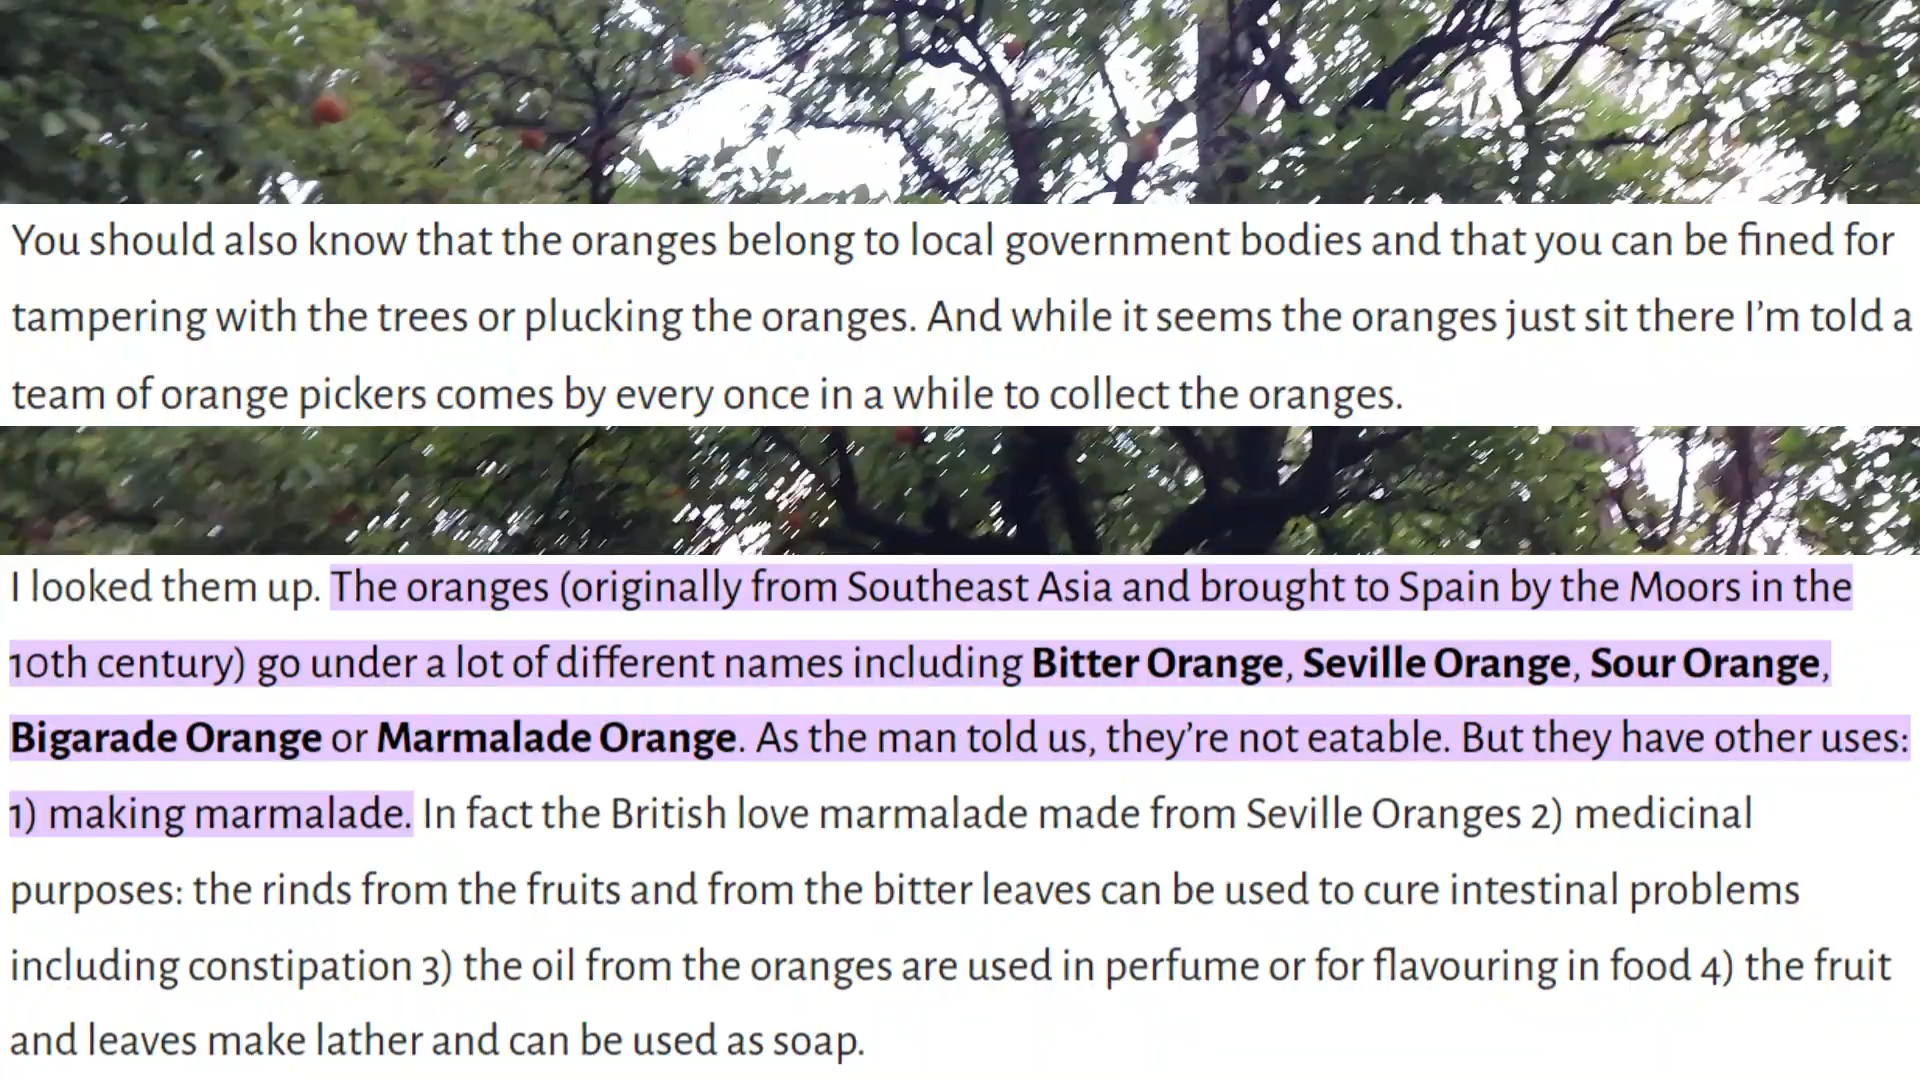 You should also know that the oranges belong to local government bodies and that you can be fined for
tampering with the trees or plucking the oranges. And while it seems the oranges just sit there I’m told a
team of orange pickers comes by every once in a while to collect the oranges.
I looked them up. The oranges (originally from Southeast Asia and brought to Spain by the Moors in the
10th century) go under a lot of different names including Bitter Orange, Seville Orange, Sour Orange,
Bigarade Orange or Marmalade Orange. As the man told us, they’re not eatable. But they have other uses:
1) making marmalade. In fact the British love marmalade made from Seville Oranges 2) medicinal
purposes: the rinds from the fruits and from the bitter leaves can be used to cure intestinal problems
including constipation 3) the oil from the oranges are used in perfume or for flavouring in food 4) the fruit
and leaves make lather and can be used as soap.